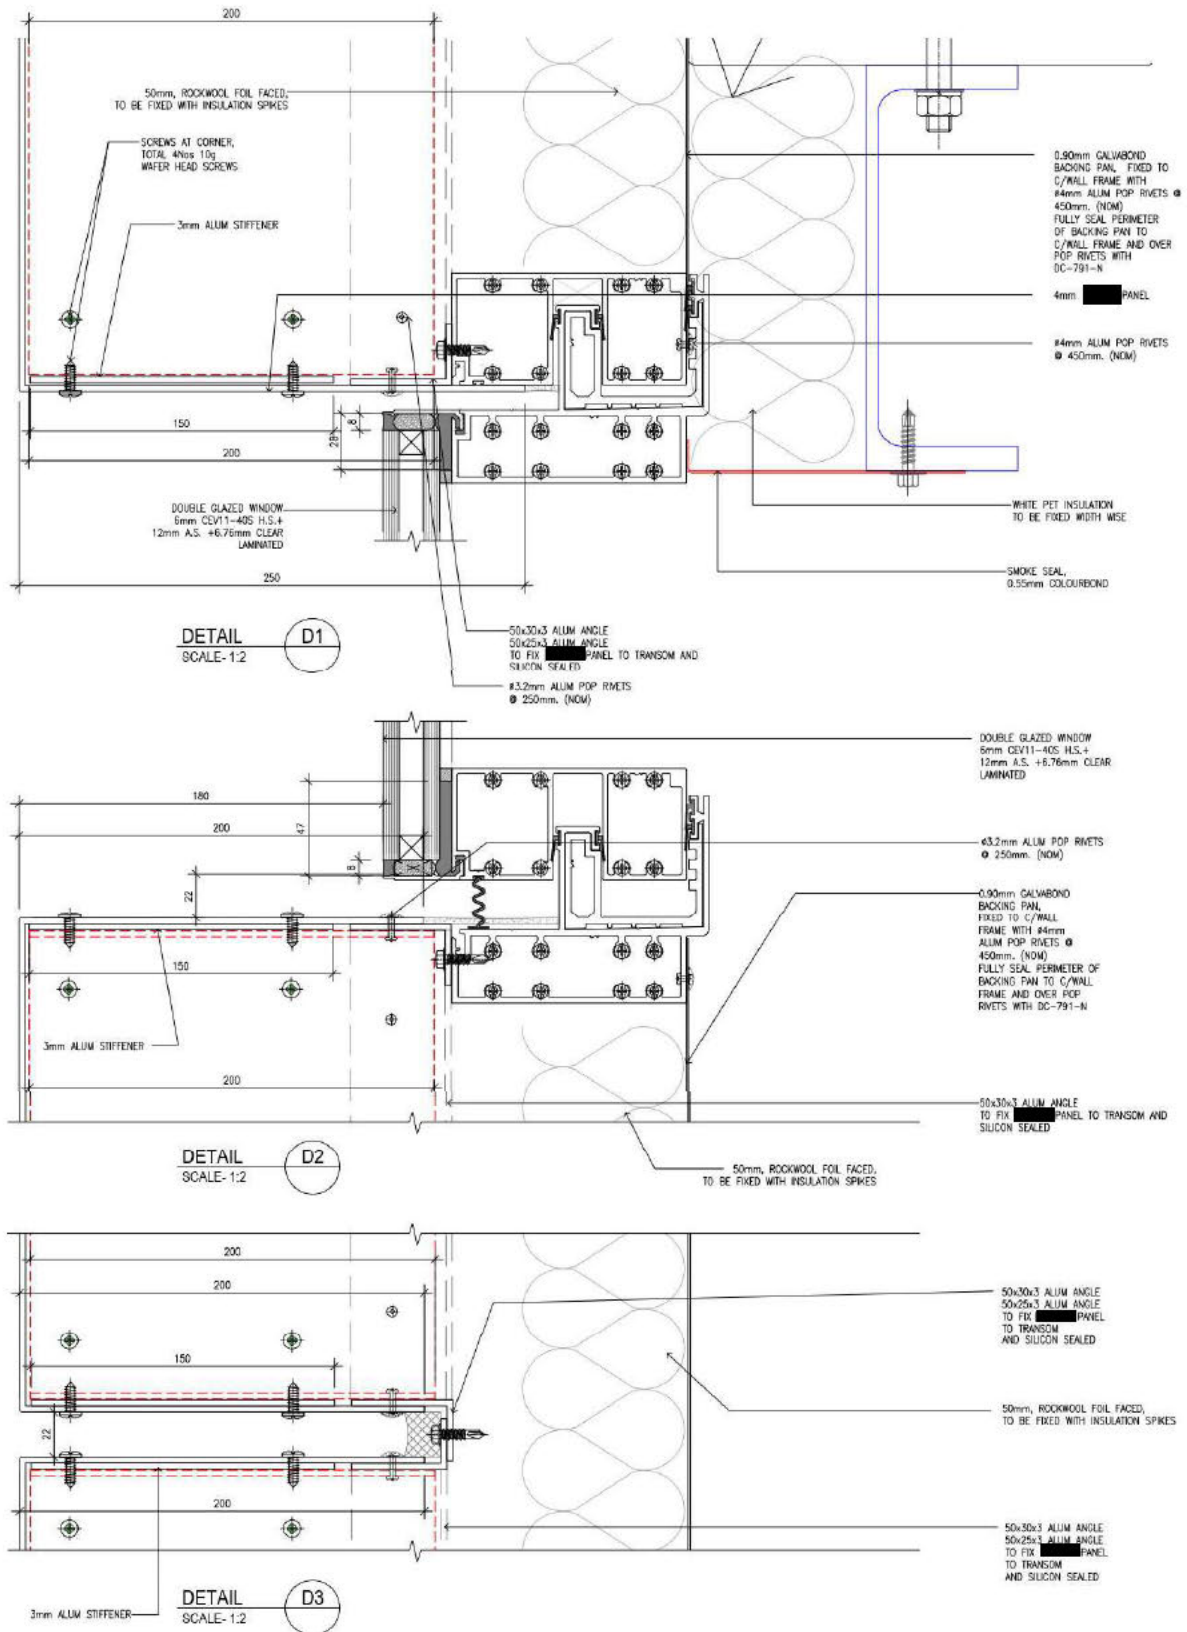 200
50mm, ROCKWOOL FOIL FACED,
TO BE FIXED WITH INSULATION SPIKES
SCREWS AT CORNER,
TOTAL 4Nos 10g
WAFER HEAD SCREWS
3mm ALUM STIFFENER
0.90mm GALVABOND
BACKING PAN, FIXED TO
C/WALL FRAME WITH
ø4mm ALUM POP RIVETS @
450mm. (NOM)
FULLY SEAL PERIMETER
OF BACKING PAN TO
C/WALL FRAME AND OVER
POP RIVETS WITH
DC-791-N
4mm PANEL
ø4mm ALUM POP RIVETS
@ 450mm. (NOM)
150
8
28
200
DOUBLE GLAZED WINDOW
6mm CEV11-40S H.S.+
12mm A.S. +6.76mm CLEAR
LAMINATED
WHITE PET INSULATION
TO BE FIXED WIDTH WISE
250
SMOKE SEAL,
0.55mm COLOURBOND
DETAIL D1
SCALE- 1:2
50x30x3 ALUM ANGLE
50x25x3 ALUM ANGLE
TO FIX PANEL TO TRANSOM AND
SILICON SEALED
ø3.2mm ALUM POP RIVETS
@ 250mm. (NOM)
DOUBLE GLAZED WINDOW
6mm CEV11-40S H.S.+
12mm A.S. +6.76mm CLEAR
LAMINATED
180
200
47
8
22
ø3.2mm ALUM POP RIVETS
@ 250mm. (NOM)
0.90mm GALVABOND
BACKING PAN,
FIXED TO C/WALL
FRAME WITH ø4mm
ALUM POP RIVETS @
450mm. (NOM)
FULLY SEAL PERIMETER OF
BACKING PAN TO C/WALL
FRAME AND OVER POP
RIVETS WITH DC-791-N
150
3mm ALUM STIFFENER
200
50x30x3 ALUM ANGLE
TO FIX PANEL TO TRANSOM AND
SILICON SEALED
DETAIL D2
SCALE- 1:2
50mm, ROCKWOOL FOIL FACED,
TO BE FIXED WITH INSULATION SPIKES
200
200
50x30x3 ALUM ANGLE
50x25x3 ALUM ANGLE
TO FIX PANEL
TO TRANSOM
AND SILICON SEALED
150
50mm, ROCKWOOL FOIL FACED,
TO BE FIXED WITH INSULATION SPIKES
22
200
50x30x3 ALUM ANGLE
50x25x3 ALUM ANGLE
TO FIX PANEL
TO TRANSOM
AND SILICON SEALED
3mm ALUM STIFFENER
DETAIL D3
SCALE- 1:2